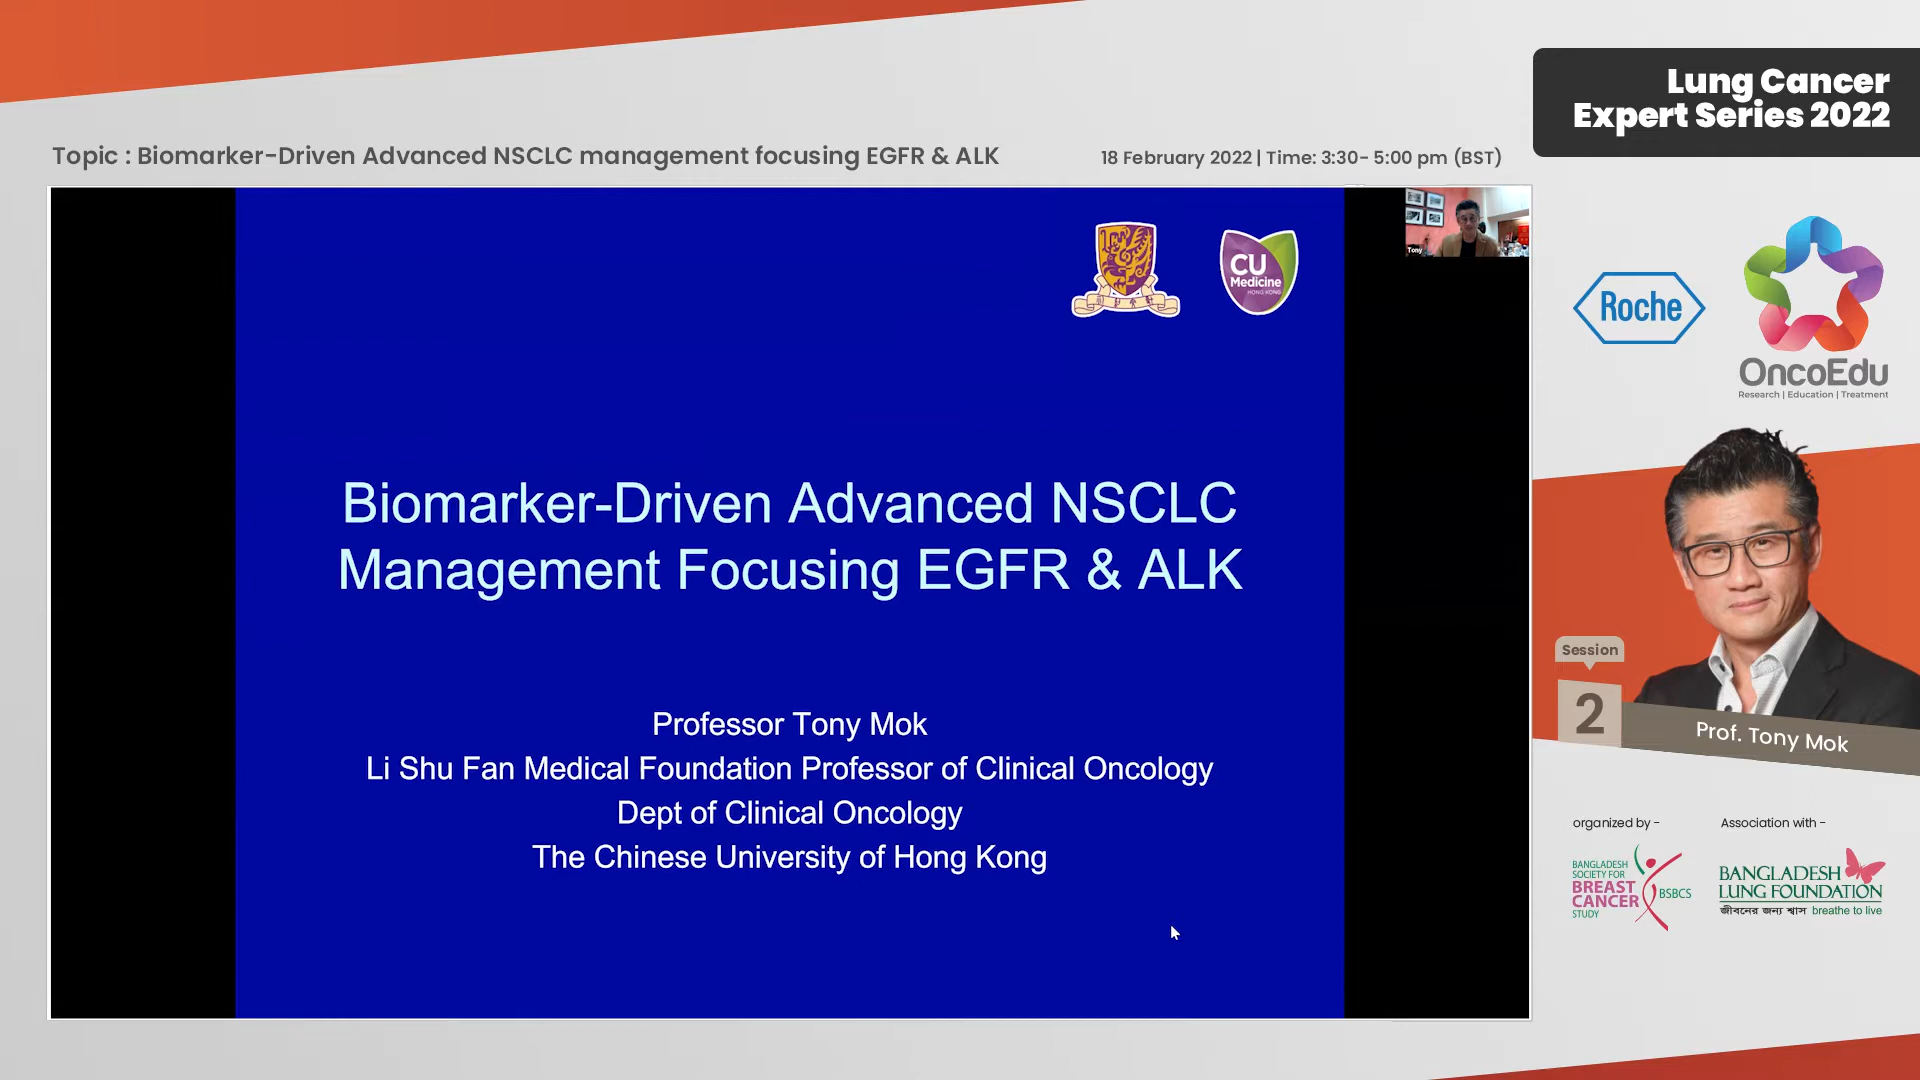 Lung Cancer
Expert Series 2022
Topic : Biomarker-Driven Advanced NSCLC management focusing EGFR & ALK
18 February 2022 | Time: 3:30- 5:00 pm (BST)
CU
Medicine
HONG KONG
Tony
Biomarker-Driven Advanced NSCLC
Management Focusing EGFR & ALK
Professor Tony Mok
Li Shu Fan Medical Foundation Professor of Clinical Oncology
Dept of Clinical Oncology
The Chinese University of Hong Kong
Roche
OncoEdu
Research | Education | Treatment
Session
2
Prof. Tony Mok
organized by -
BANGLADESH
SOCIETY FOR
BREAST
CANCER
STUDY
BSBCS
Association with -
BANGLADESH
LUNG FOUNDATION
জীবনের জন্য শ্বাস breathe to live